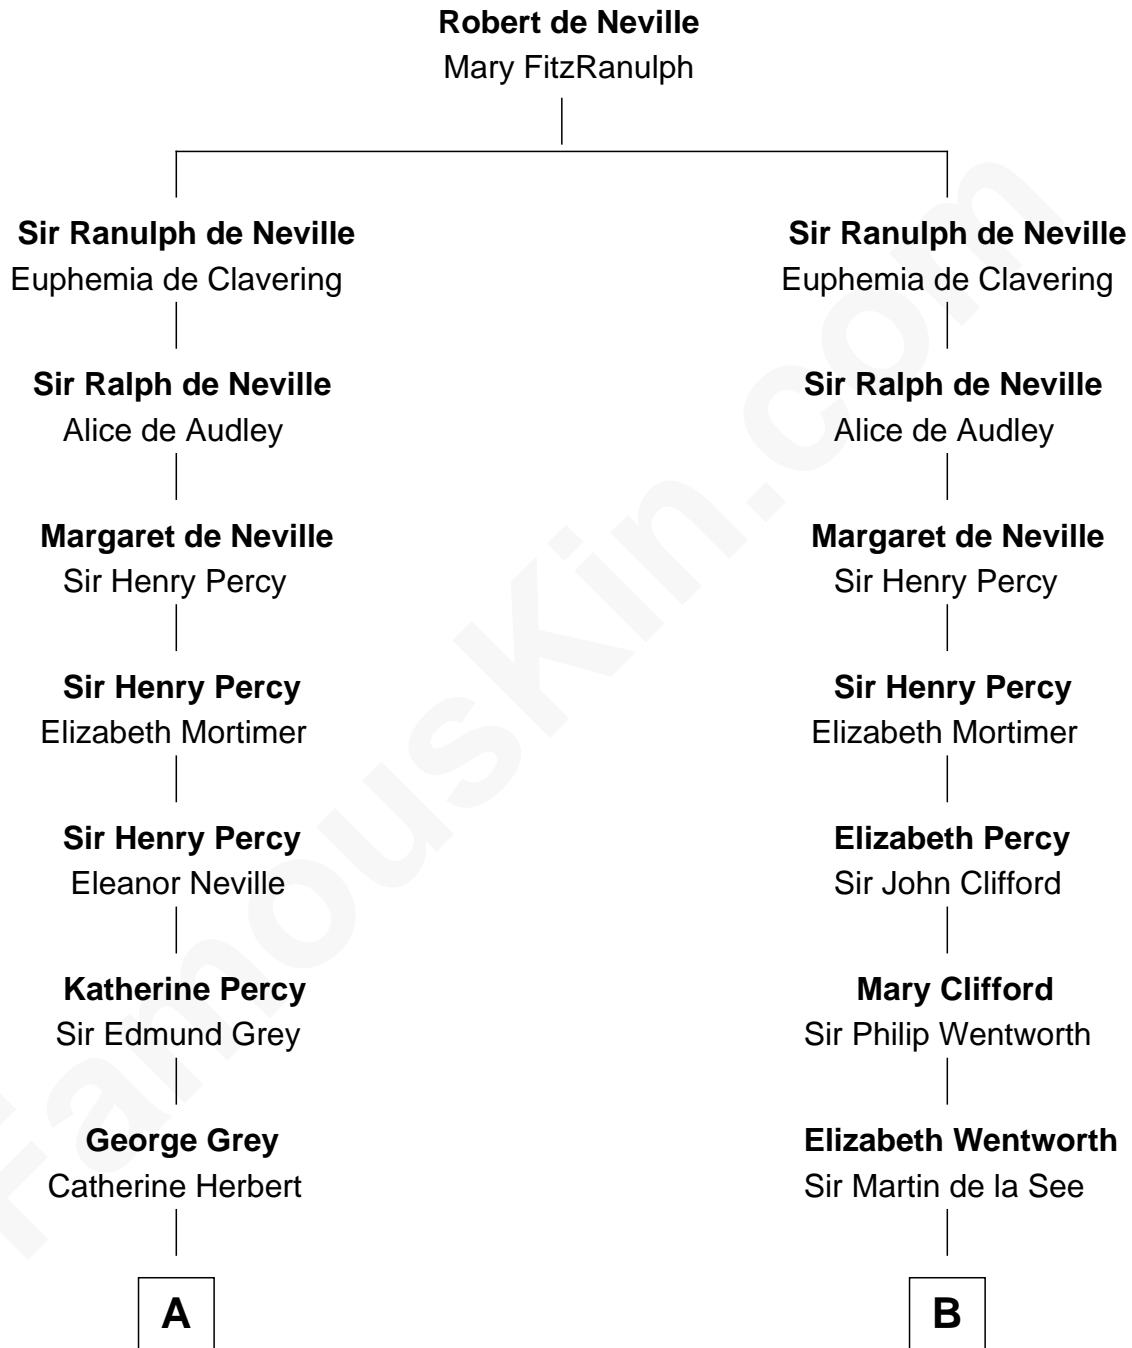 Robert de Neville
Mary FitzRanulph
Sir Ranulph de Neville
Euphemia de Clavering
Sir Ranulph de Neville
Euphemia de Clavering
Sir Ralph de Neville
Alice de Audley
Sir Ralph de Neville
Alice de Audley
Margaret de Neville
Sir Henry Percy
Margaret de Neville
Sir Henry Percy
Sir Henry Percy
Elizabeth Mortimer
Sir Henry Percy
Elizabeth Mortimer
Sir Henry Percy
Eleanor Neville
Elizabeth Percy
Sir John Clifford
Katherine Percy
Sir Edmund Grey
Mary Clifford
Sir Philip Wentworth
George Grey
Catherine Herbert
Elizabeth Wentworth
Sir Martin de la See
A
B
FamousKin.com